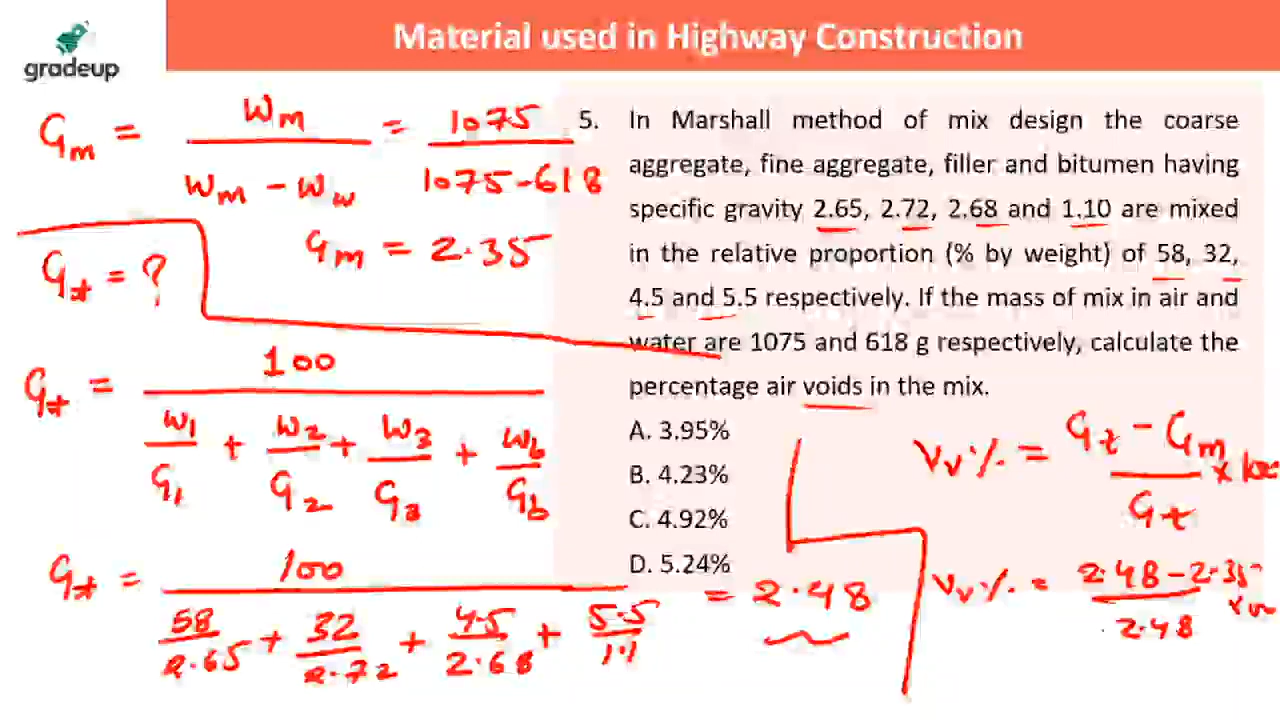 gradeup
Material used in Highway Construction
Gm = Wm / Wm - Ww = 1075 / 1075-618
Gm = 2.35
Gt = ?
Gt = 100 / W1/G1 + W2/G2 + W3/G3 + Wb/Gb
Gt = 100 / 58/2.65 + 32/2.72 + 4.5/2.68 + 5.5/1.1 = 2.48
5. In Marshall method of mix design the coarse
aggregate, fine aggregate, filler and bitumen having
specific gravity 2.65, 2.72, 2.68 and 1.10 are mixed
in the relative proportion (% by weight) of 58, 32,
4.5 and 5.5 respectively. If the mass of mix in air and
water are 1075 and 618 g respectively, calculate the
percentage air voids in the mix.
A. 3.95%
B. 4.23%
C. 4.92%
D. 5.24%
Vv% = Gt - Gm / Gt × 100
Vv% = 2.48 - 2.35 / 2.48